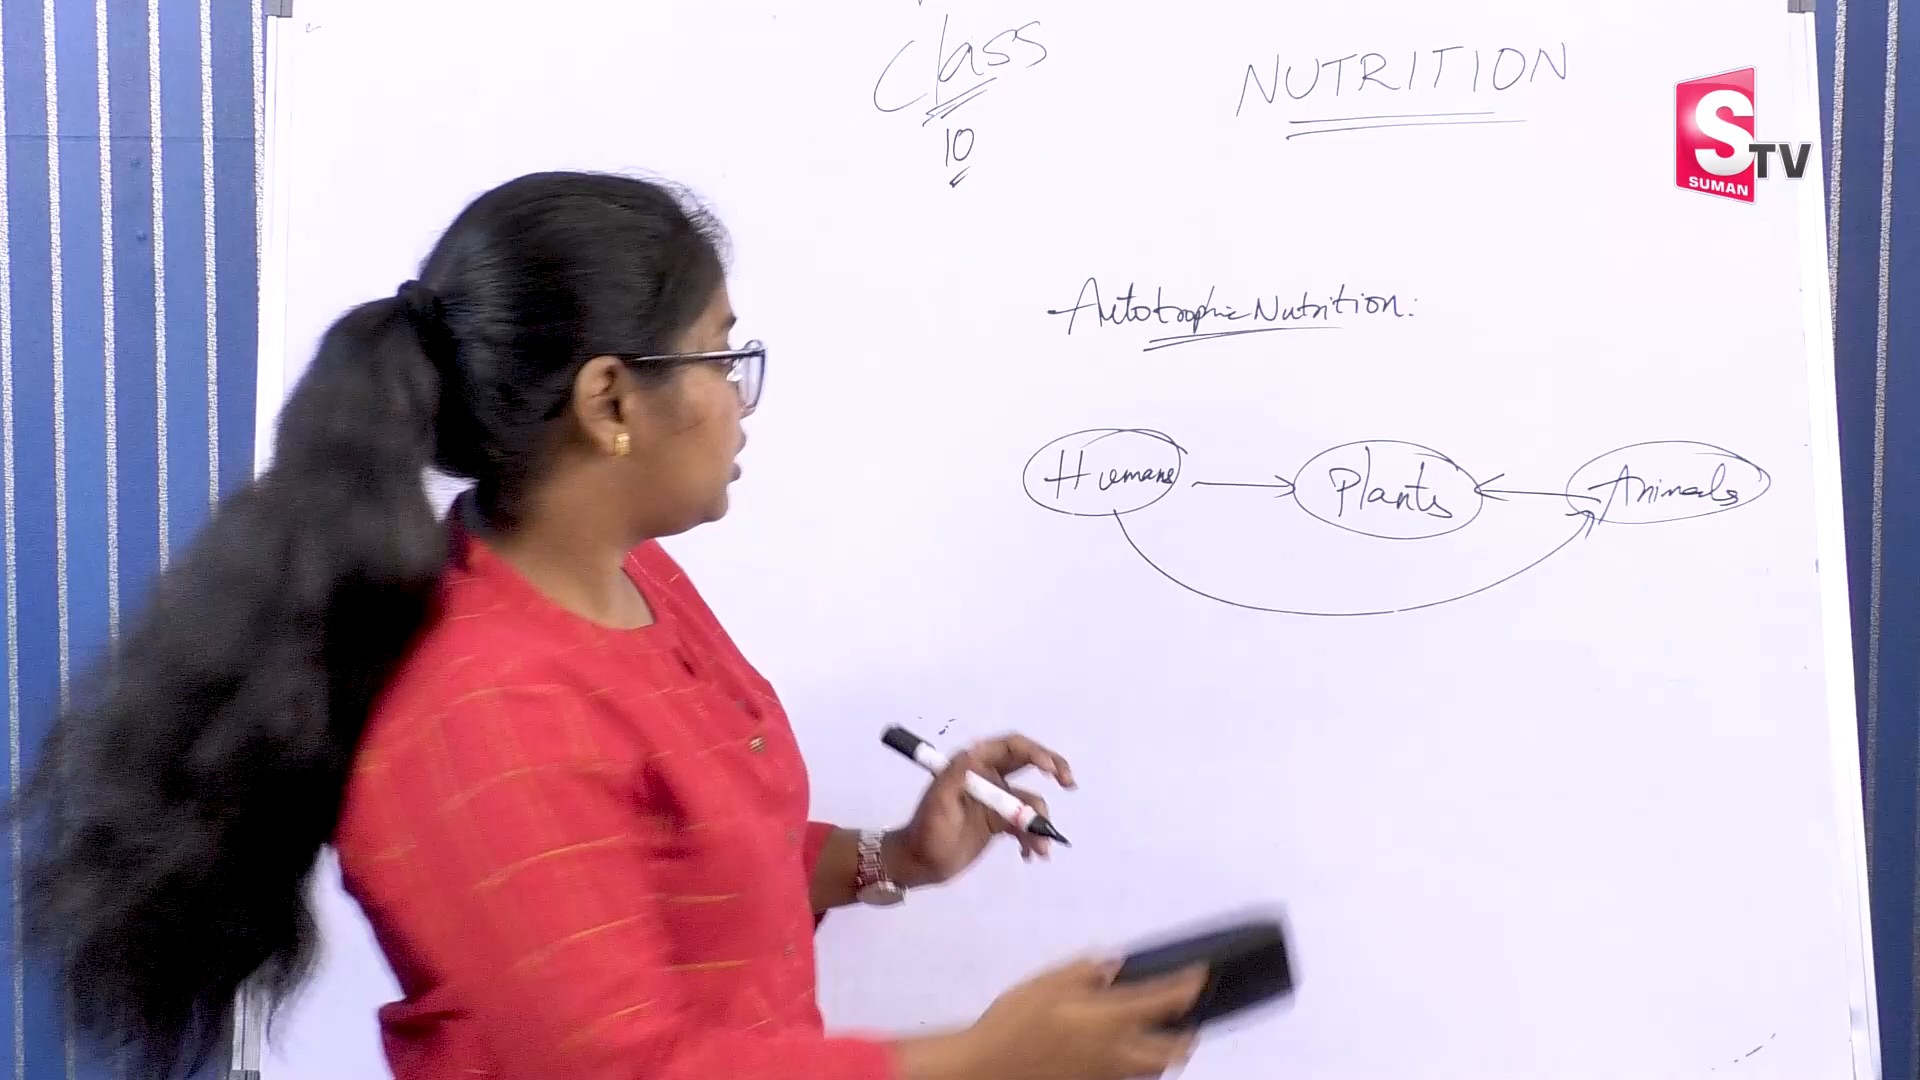 Class
10
NUTRITION
S TV
SUMAN
Autotrophic Nutrition:
Humans
Plants
Animals